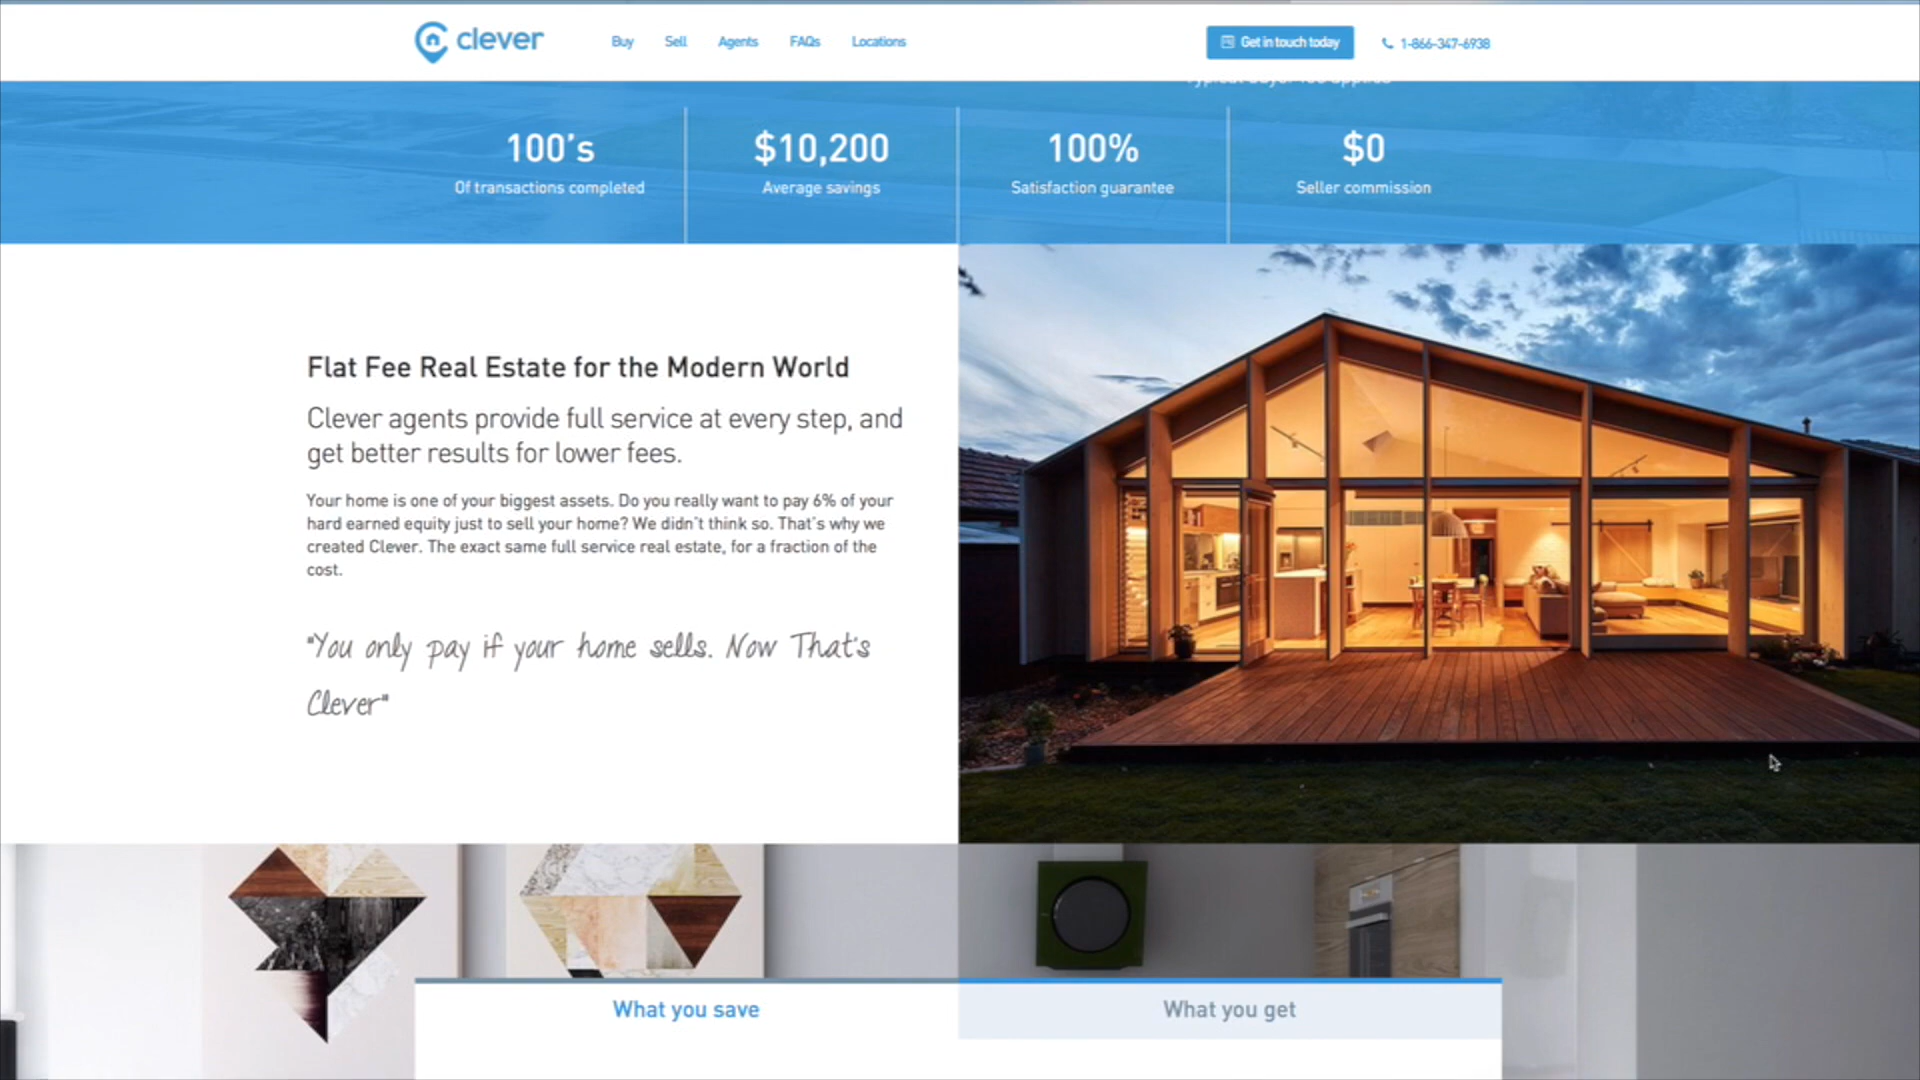 clever
Buy Sell Agents FAQs Locations
Get in touch today
1-866-347-6938
100's
Of transactions completed
$10,200
Average savings
100%
Satisfaction guarantee
$0
Seller commission
Flat Fee Real Estate for the Modern World
Clever agents provide full service at every step, and
get better results for lower fees.
Your home is one of your biggest assets. Do you really want to pay 6% of your
hard earned equity just to sell your home? We didn't think so. That's why we
created Clever. The exact same full service real estate, for a fraction of the
cost.
"You only pay if your home sells. Now That's
Clever"
What you save
What you get